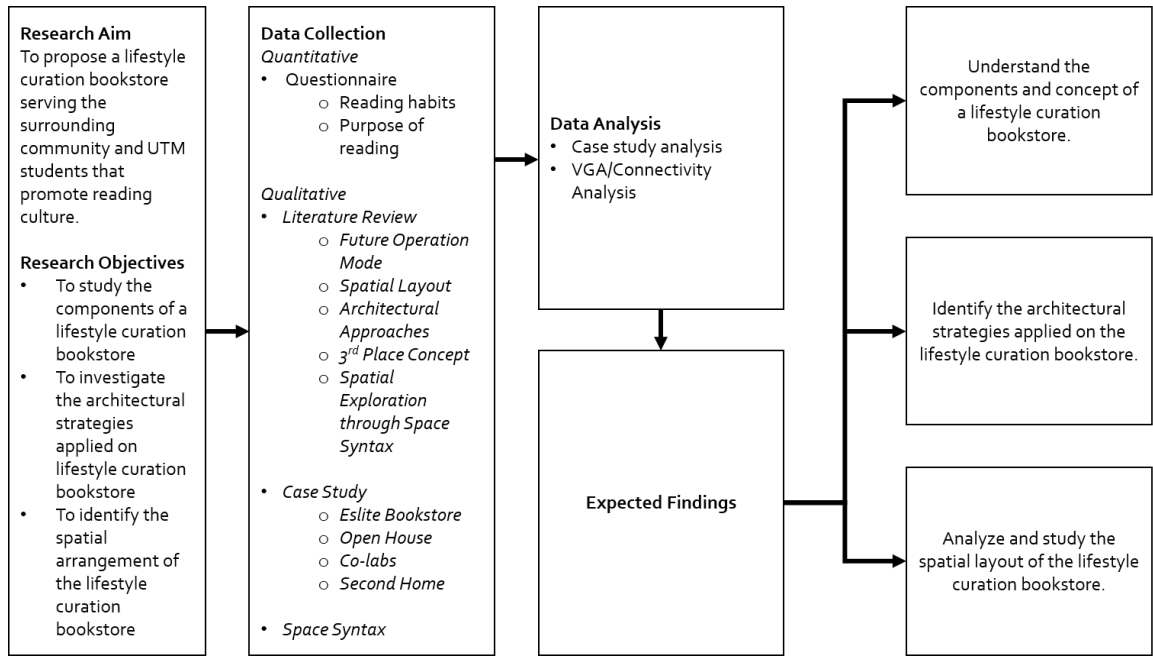 Research Aim
To propose a lifestyle
curation bookstore
serving the
surrounding
community and UTM
students that
promote reading
culture.
Research Objectives
• To study the
components of a
lifestyle curation
bookstore
• To investigate
the architectural
strategies
applied on
lifestyle curation
bookstore
• To identify the
spatial
arrangement of
the lifestyle
curation
bookstore
Data Collection
Quantitative
• Questionnaire
o Reading habits
o Purpose of
reading
Qualitative
• Literature Review
o Future Operation
Mode
o Spatial Layout
o Architectural
Approaches
o 3rd Place Concept
o Spatial
Exploration
through Space
Syntax
• Case Study
o Eslite Bookstore
o Open House
o Co-labs
o Second Home
• Space Syntax
Data Analysis
• Case study analysis
• VGA/Connectivity
Analysis
Expected Findings
Understand the
components and concept of
a lifestyle curation
bookstore.
Identify the architectural
strategies applied on the
lifestyle curation bookstore.
Analyze and study the
spatial layout of the lifestyle
curation bookstore.